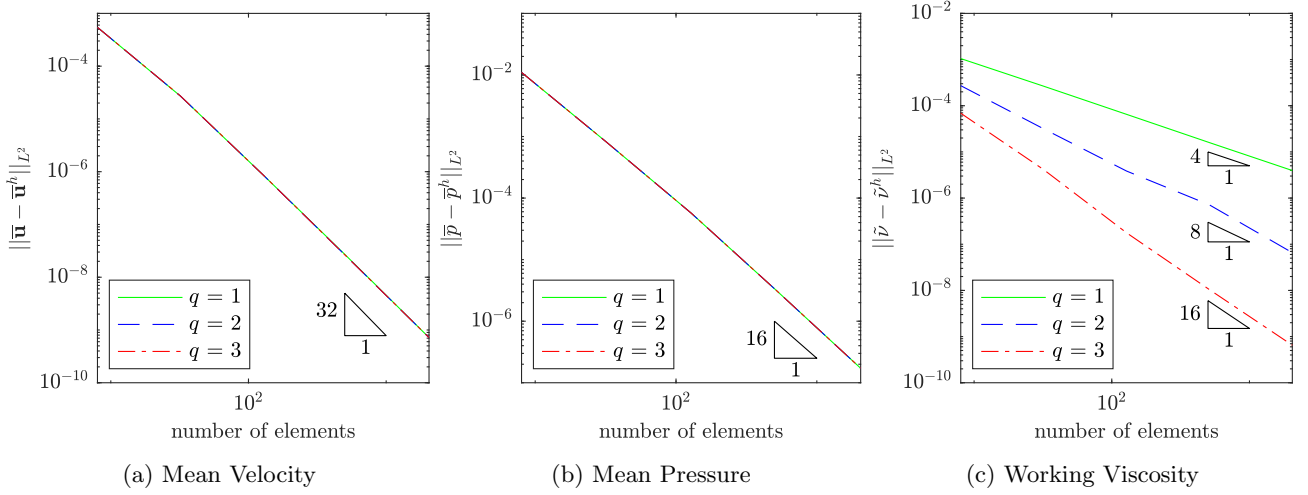 10^{-4}
10^{-6}
10^{-8}
10^{-10}
||\overline{\mathbf{u}} - \overline{\mathbf{u}}^h||_{L^2}
q = 1
q = 2
q = 3
32
1
10^2
number of elements
(a) Mean Velocity
10^{-2}
10^{-4}
10^{-6}
||\overline{p} - \overline{p}^h||_{L^2}
q = 1
q = 2
q = 3
16
1
10^2
number of elements
(b) Mean Pressure
10^{-2}
10^{-4}
10^{-6}
10^{-8}
10^{-10}
||\tilde{ν} - \tilde{ν}^h||_{L^2}
4
1
8
1
16
1
q = 1
q = 2
q = 3
10^2
number of elements
(c) Working Viscosity